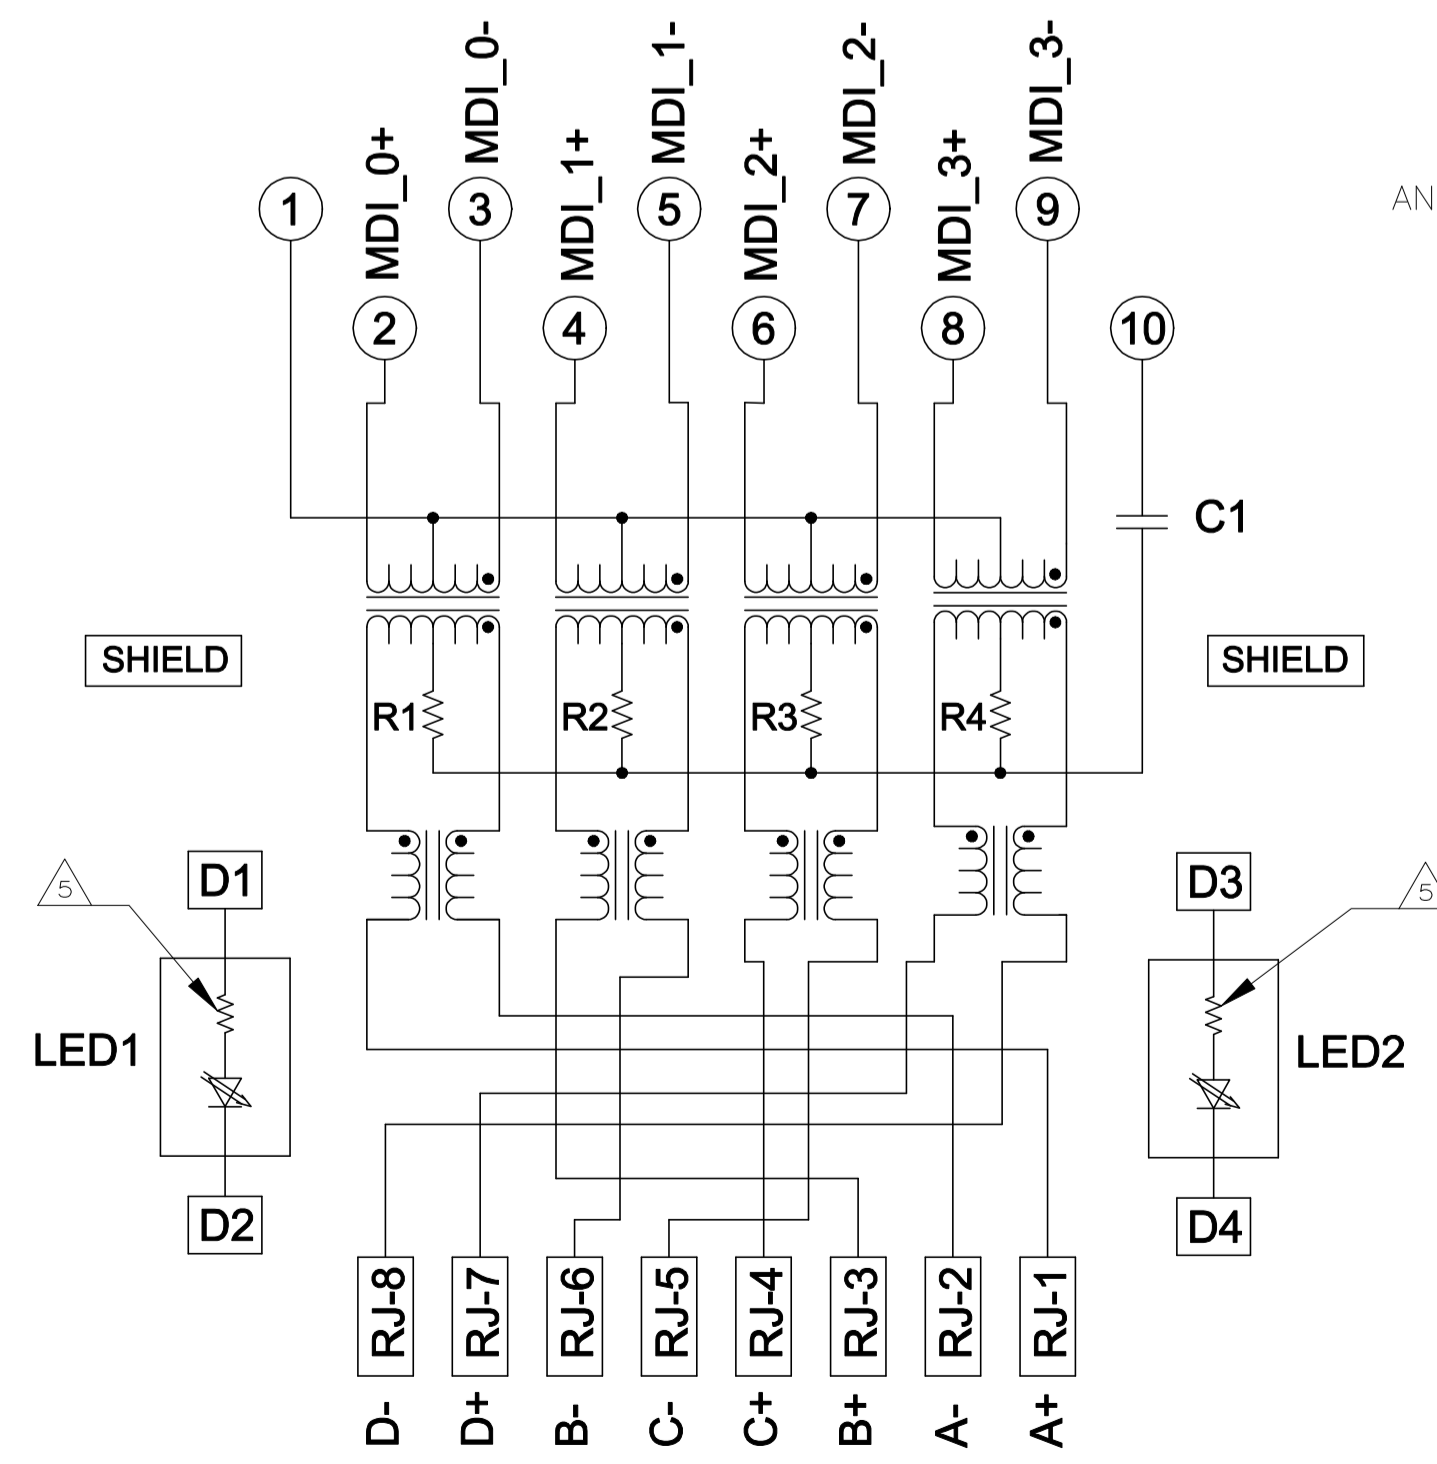 MDI_0+
MDI_0-
MDI_1+
MDI_1-
MDI_2+
MDI_2-
MDI_3+
MDI_3-
1
3
5
7
9
AN
2
4
6
8
10
C1
SHIELD
SHIELD
R1
R2
R3
R4
5
D1
D3
5
LED1
LED2
D2
D4
RJ-8
RJ-7
RJ-6
RJ-5
RJ-4
RJ-3
RJ-2
RJ-1
D-
D+
B-
C-
C+
B+
A-
A+